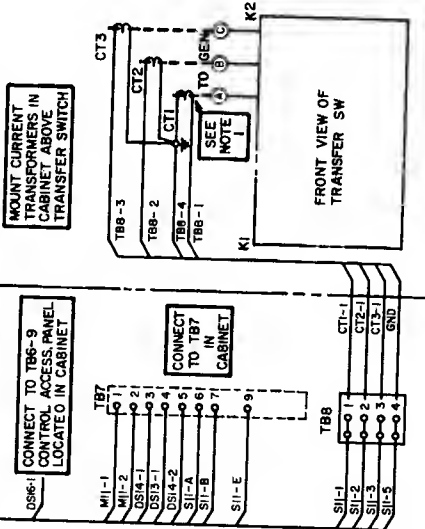 MOUNT CURRENT
TRANSFORMERS IN
CABINET ABOVE
TRANSFER SWITCH
CT3
CT2
CT1
TO GEN
A
B
C
SEE
NOTE
1
TB8-3
TB8-2
TB8-4
TB8-1
K1
K2
FRONT VIEW OF
TRANSFER SW
DS16-1
CONNECT TO TB6-9
CONTROL ACCESS. PANEL
LOCATED IN CABINET
TB7
CONNECT
TO TB7
IN
CABINET
M11-1
M11-2
DS14-1
DS13-1
DS14-2
S11-A
S11-B
S11-E
1
2
3
4
5
6
7
9
TB8
S11-1
S11-2
S11-3
S11-5
1
2
3
4
CT1-1
CT2-1
CT3-1
GND